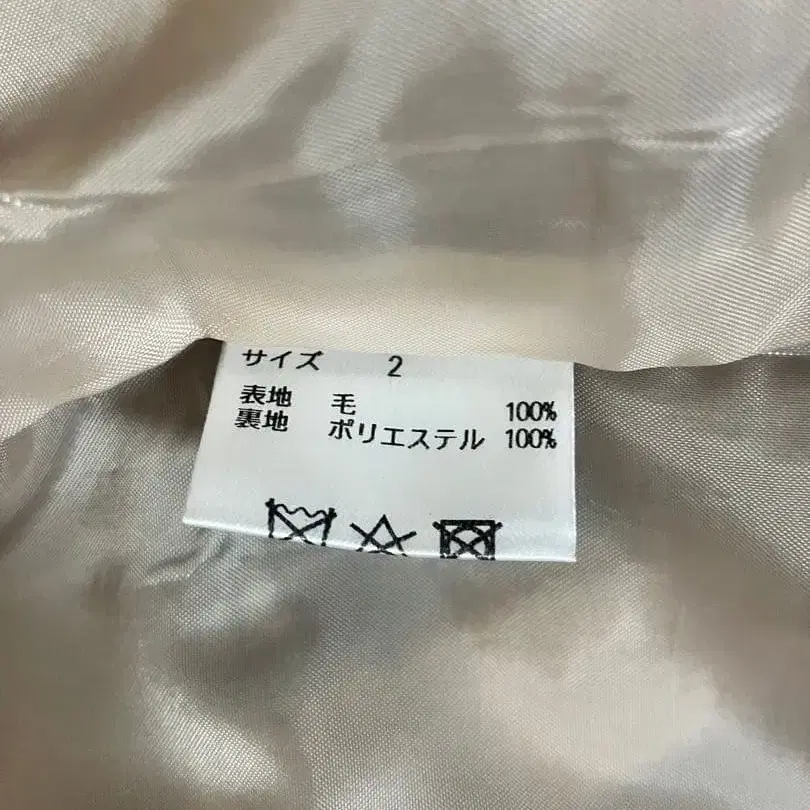 サイズ 2
表地 毛 100%
裏地 ポリエステル 100%